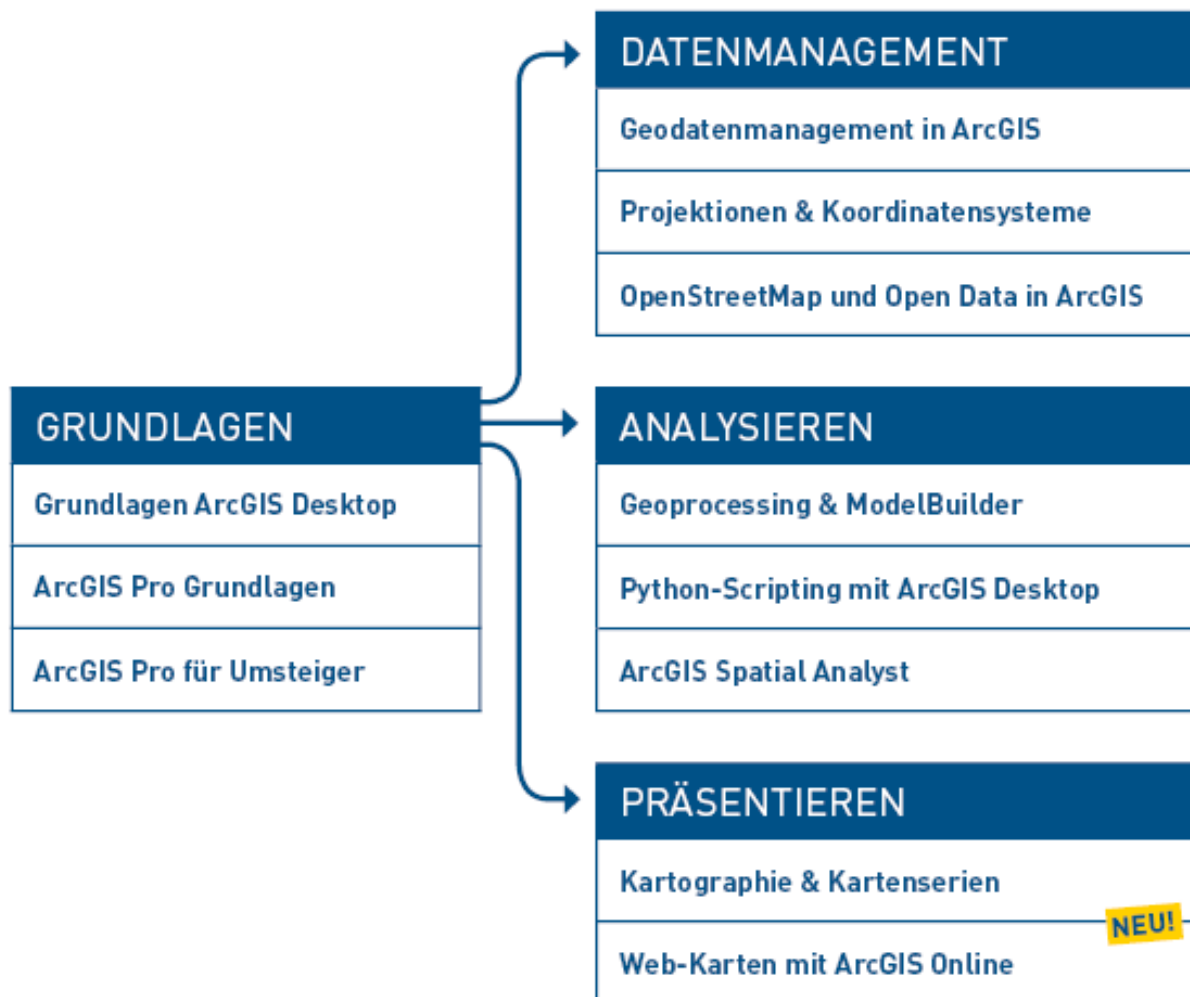 GRUNDLAGEN
Grundlagen ArcGIS Desktop
ArcGIS Pro Grundlagen
ArcGIS Pro für Umsteiger
DATENMANAGEMENT
Geodatenmanagement in ArcGIS
Projektionen & Koordinatensysteme
OpenStreetMap und Open Data in ArcGIS
ANALYSIEREN
Geoprocessing & ModelBuilder
Python-Scripting mit ArcGIS Desktop
ArcGIS Spatial Analyst
PRÄSENTIEREN
Kartographie & Kartenserien
NEU!
Web-Karten mit ArcGIS Online